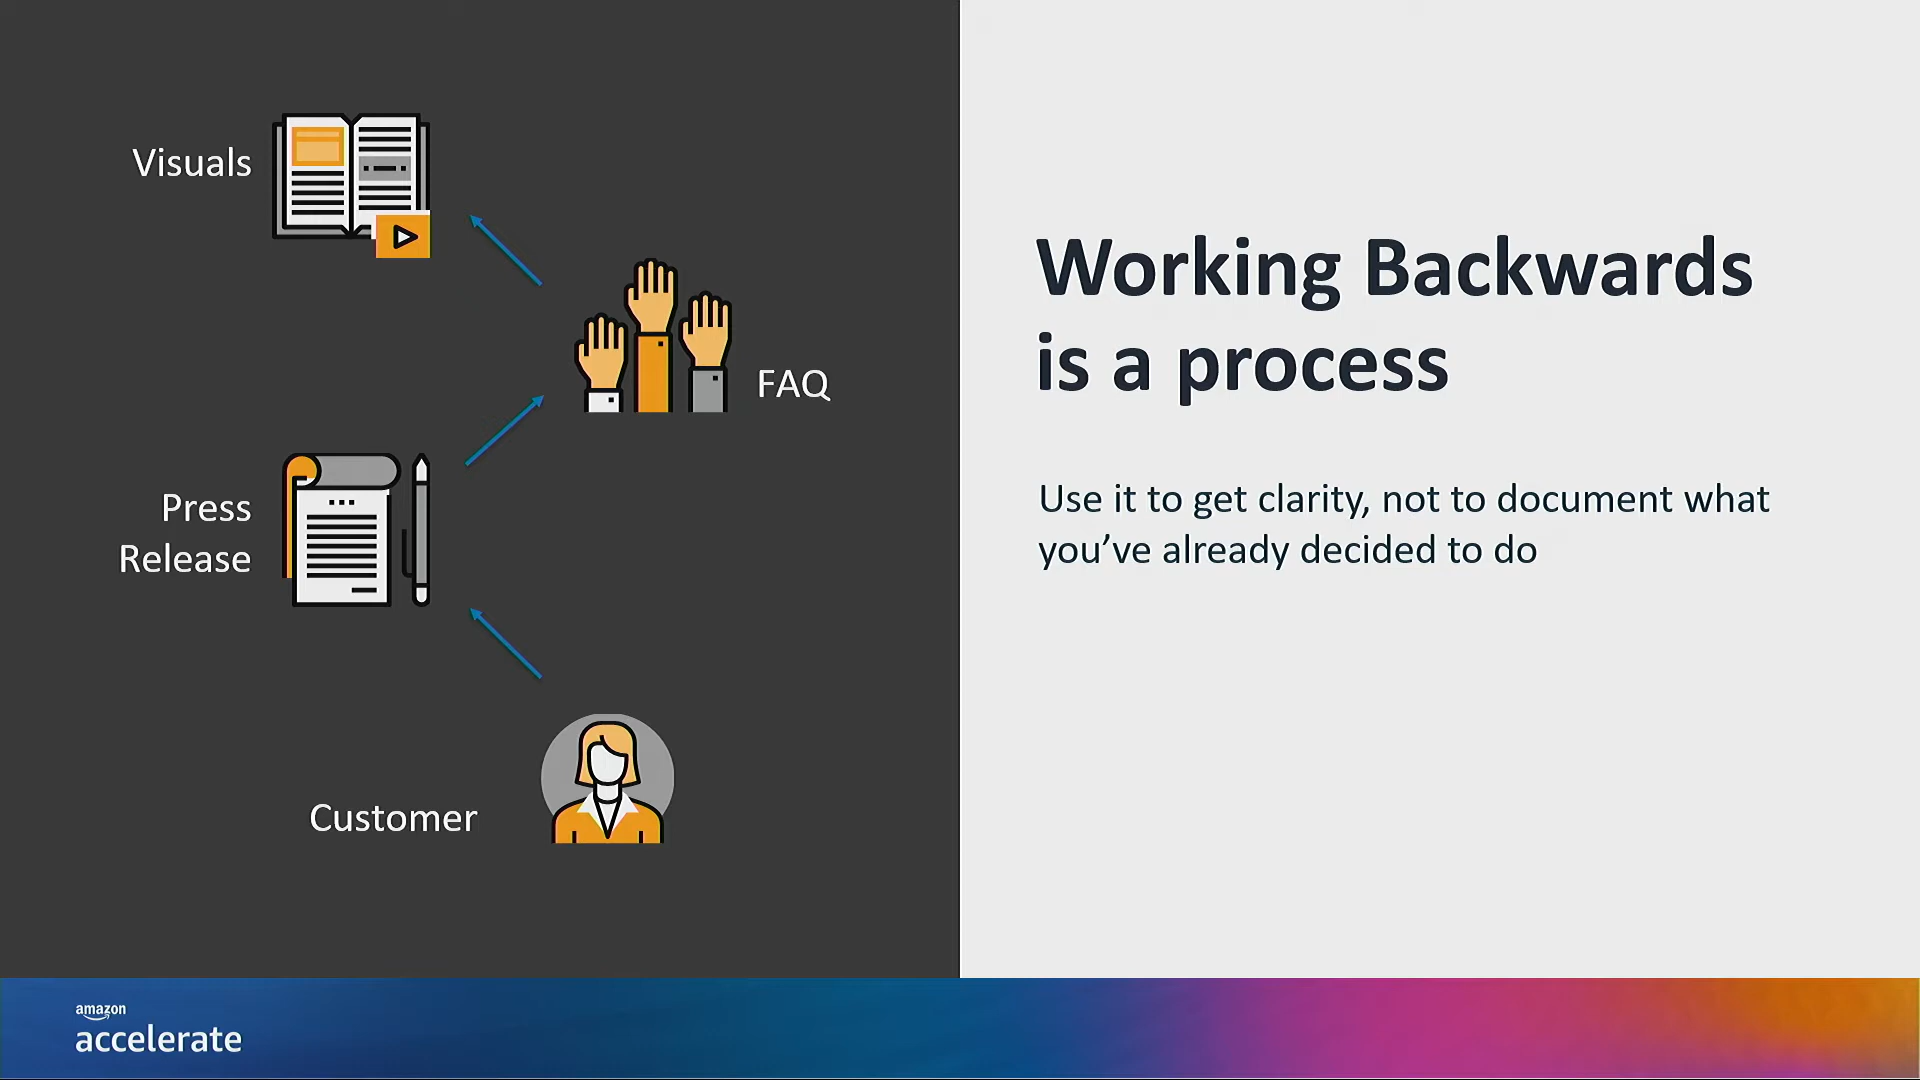 Visuals
FAQ
Press
Release
Customer
Working Backwards
is a process
Use it to get clarity, not to document what
you’ve already decided to do
amazon
accelerate